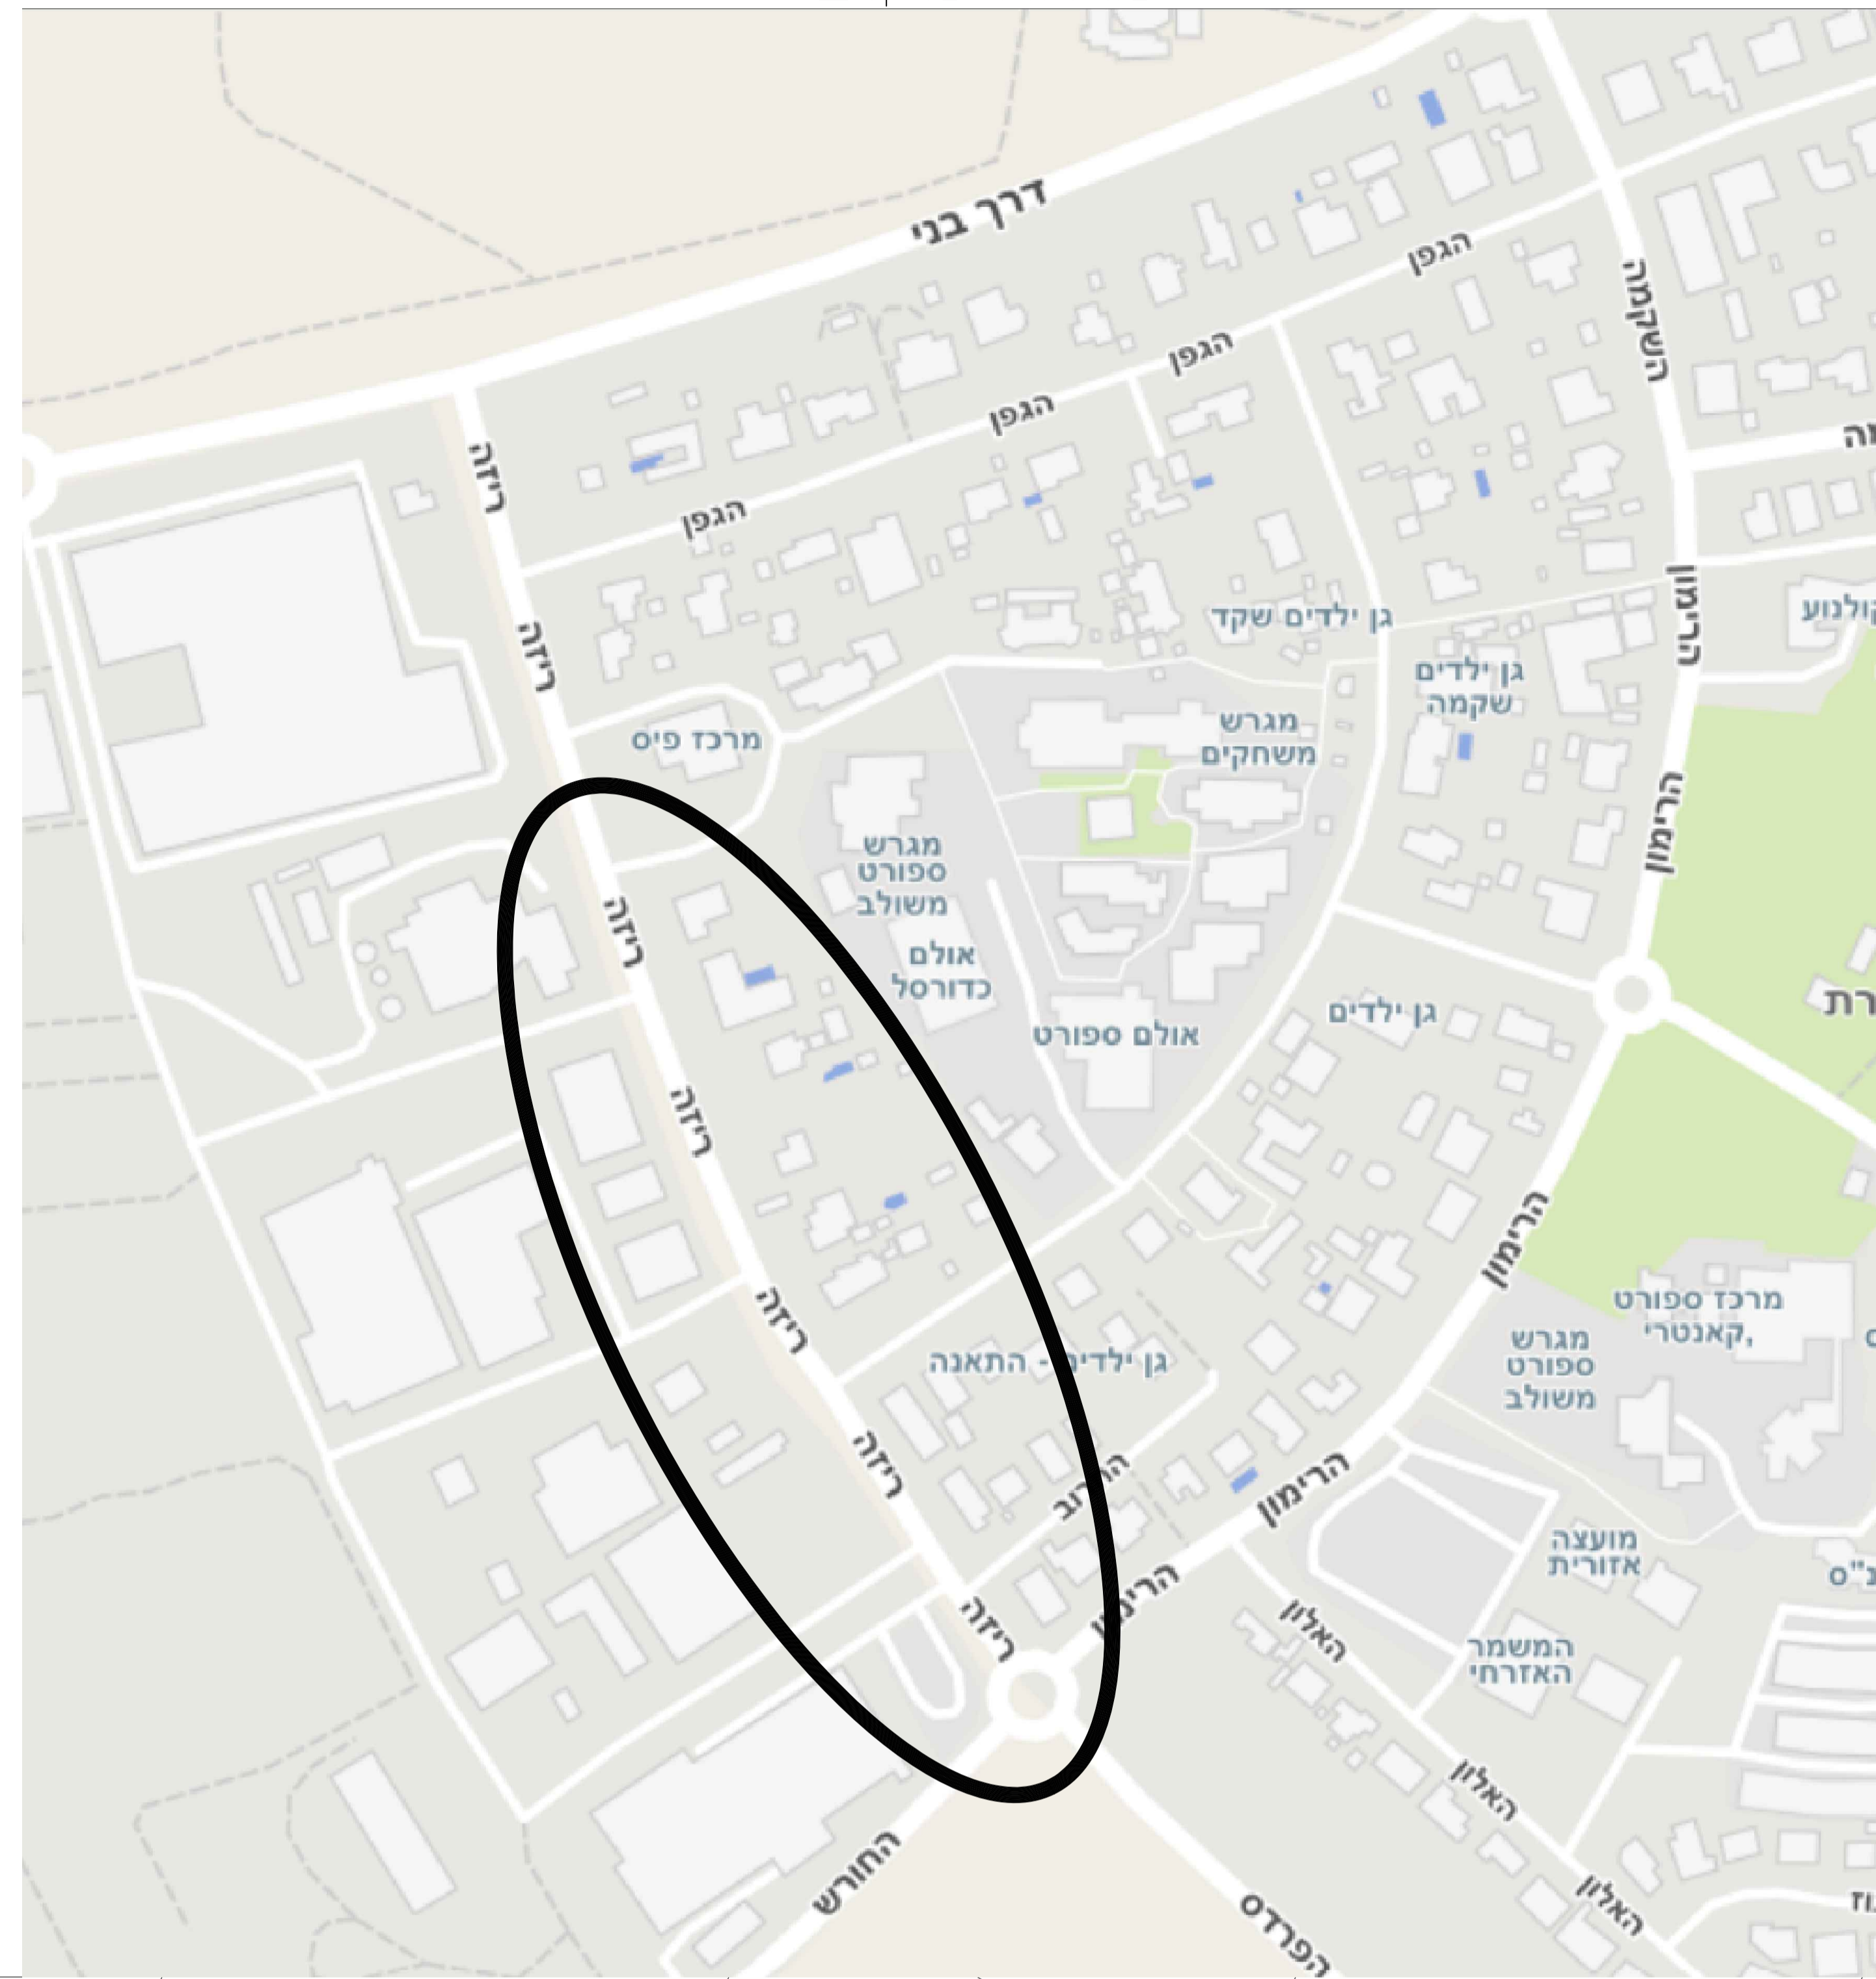 דרך בני
הגפן
השקמה
הגפן
הגפן
ריזה
הגפן
הרימון
גן ילדים שקד
ריזה
גן ילדים
שקמה
מגרש
משחקים
מרכז פיס
הרימון
מגרש
ספורט
משולב
ריזה
אולם
כדורסל
גן ילדים
אולם ספורט
ריזה
הרימון
מרכז ספורט
קאנטרי,
ריזה
מגרש
ספורט
משולב
גן ילדים - התאנה
ריזה
הרימון
החרוב
מועצה
אזורית
הרימון
ריזה
האלון
המשמר
האזרחי
האלון
החורש
האלון
הפרדס